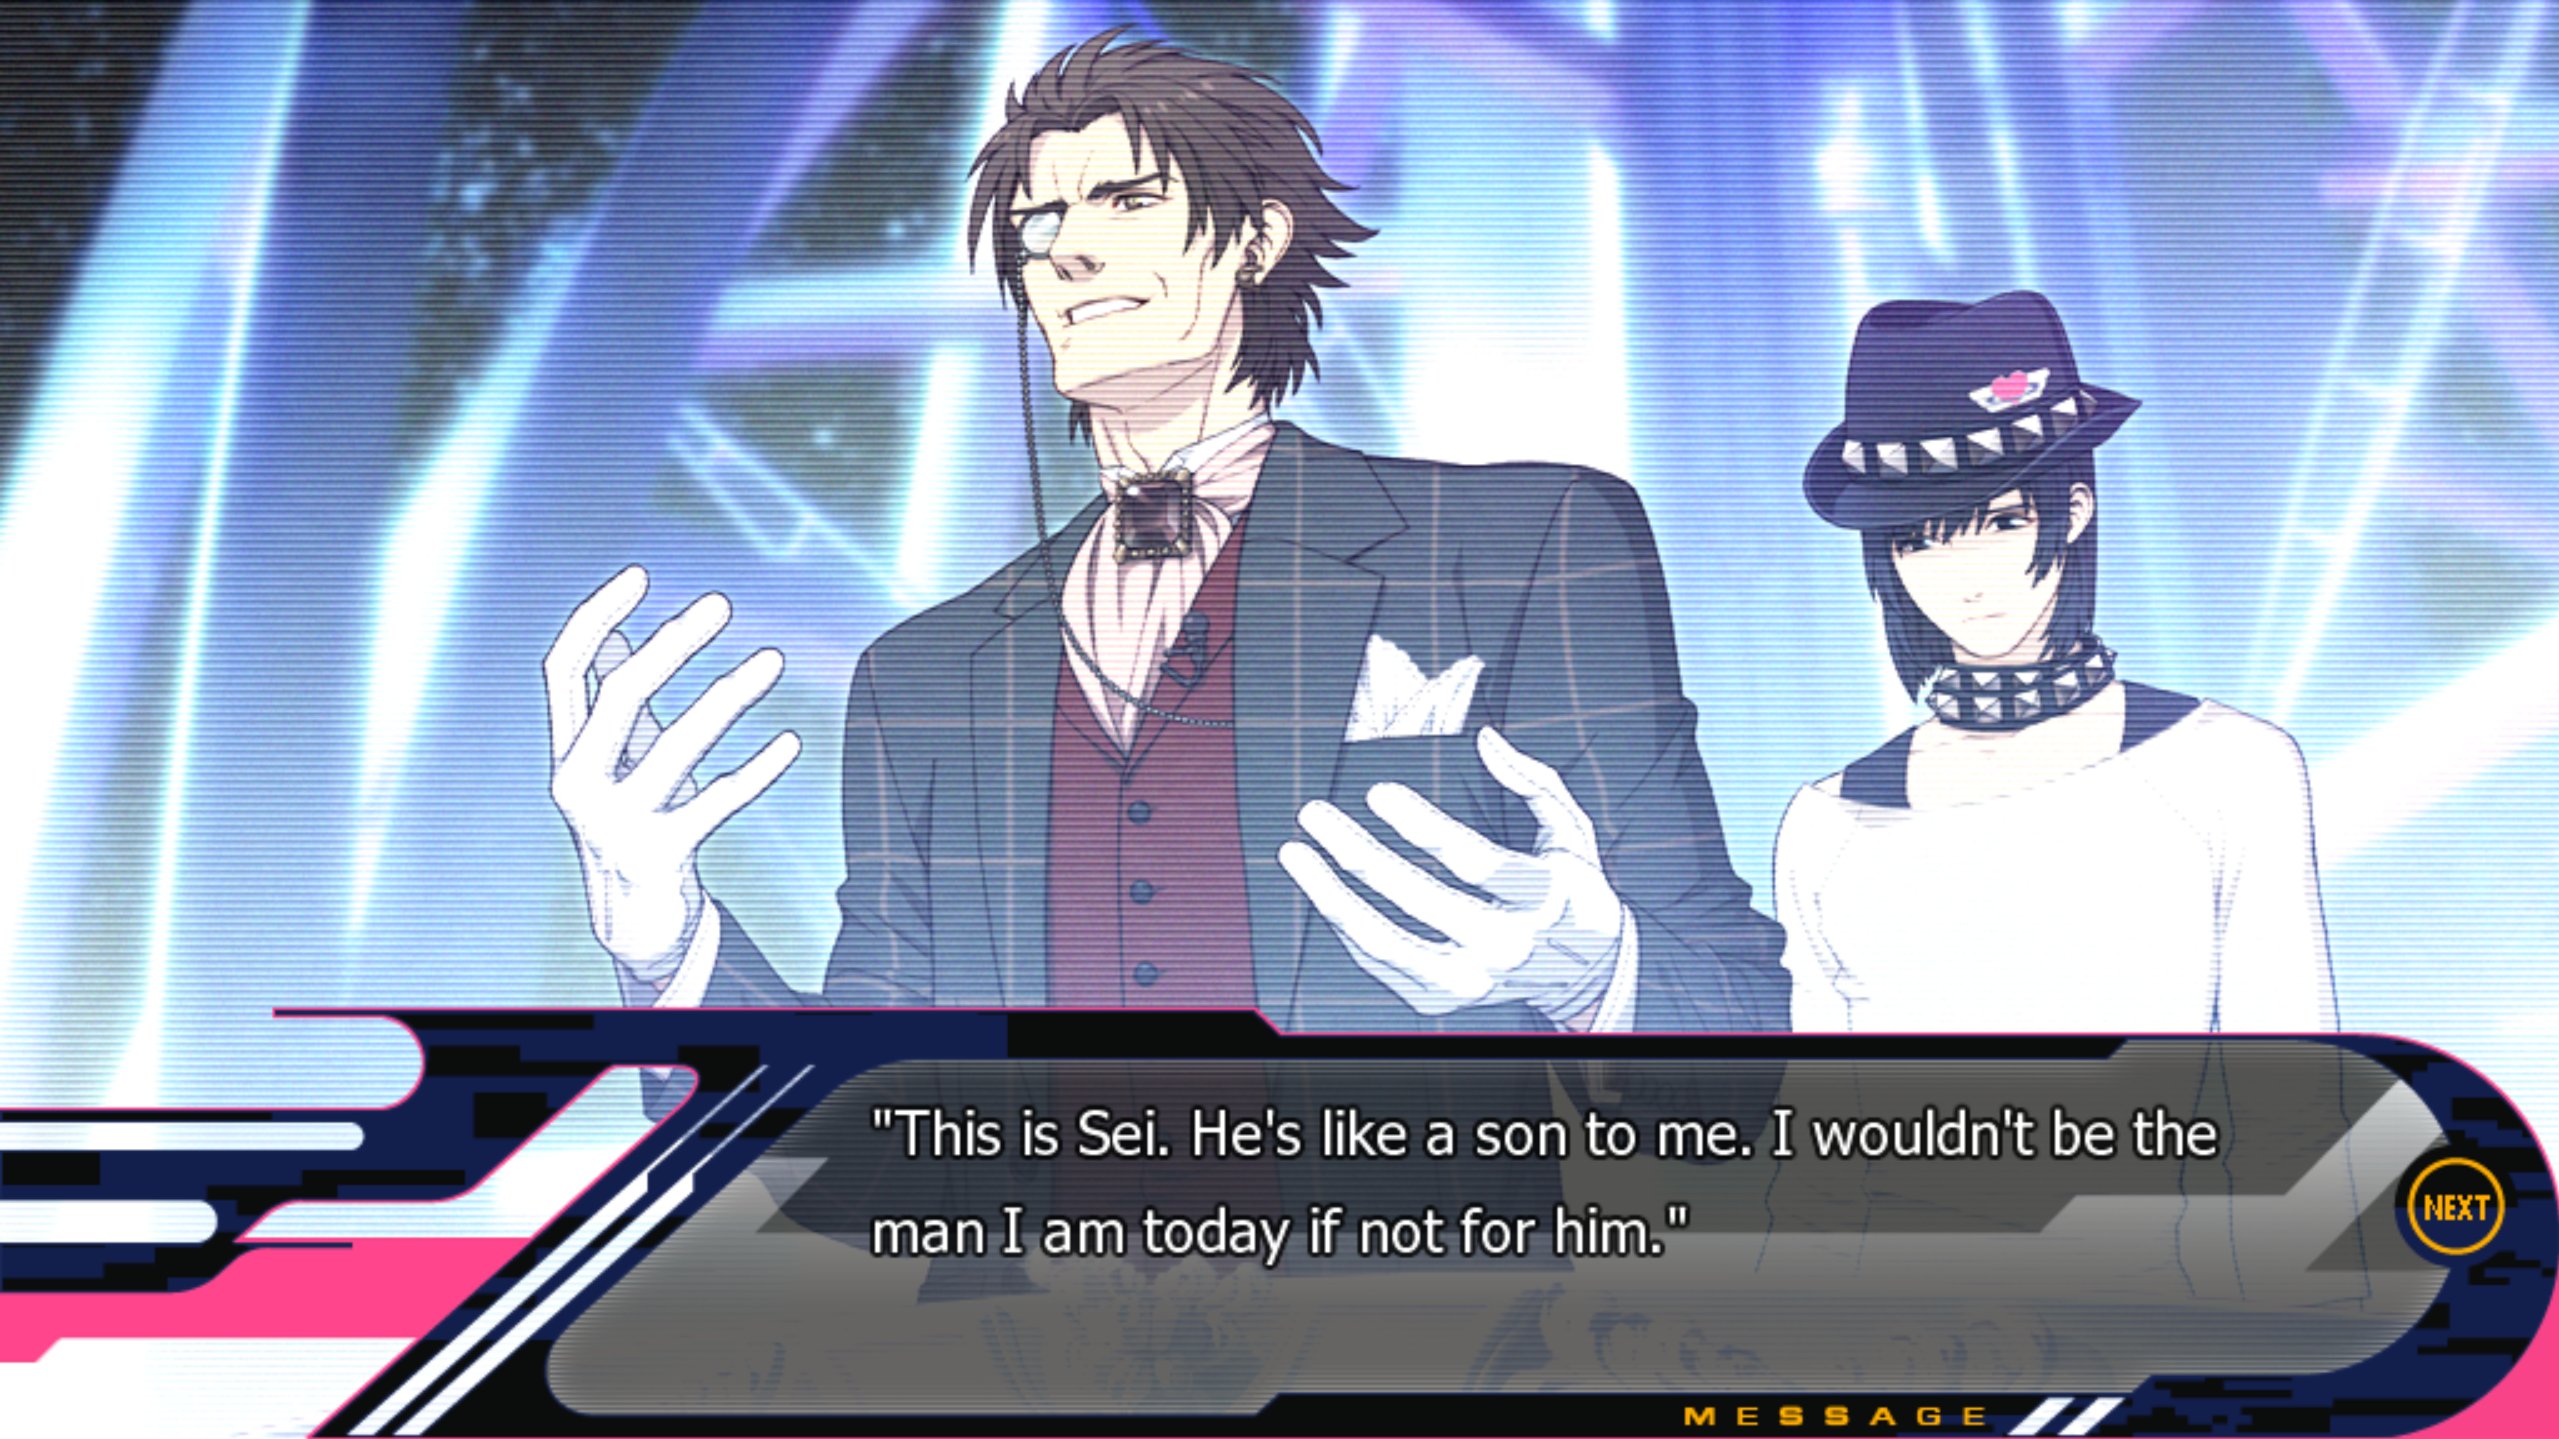 "This is Sei. He's like a son to me. I wouldn't be the
man I am today if not for him."
NEXT
MESSAGE